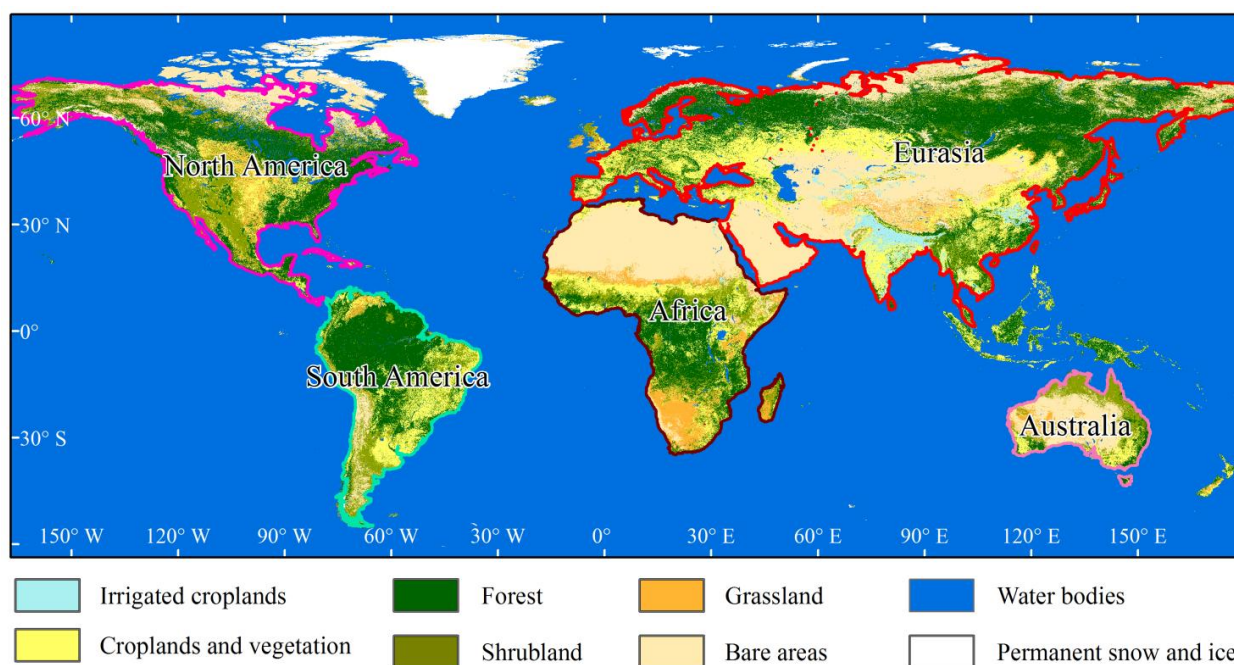 60° N
North America
Eurasia
30° N
Africa
0°
South America
Australia
30° S
150° W 120° W 90° W 60° W 30° W 0° 30° E 60° E 90° E 120° E 150° E
Irrigated croplands Forest Grassland Water bodies
Croplands and vegetation Shrubland Bare areas Permanent snow and ice